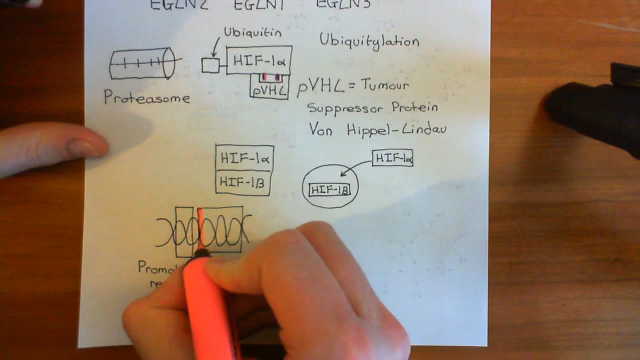 EGLN2 EGLN1 EGLN3
Ubiquitin
Ubiquitylation
HIF-1α
pVHL
Proteasome
pVHL = Tumour
Suppressor Protein
Von Hippel-Lindau
HIF-1α
HIF-1β
HIF-1α
HIF-1β